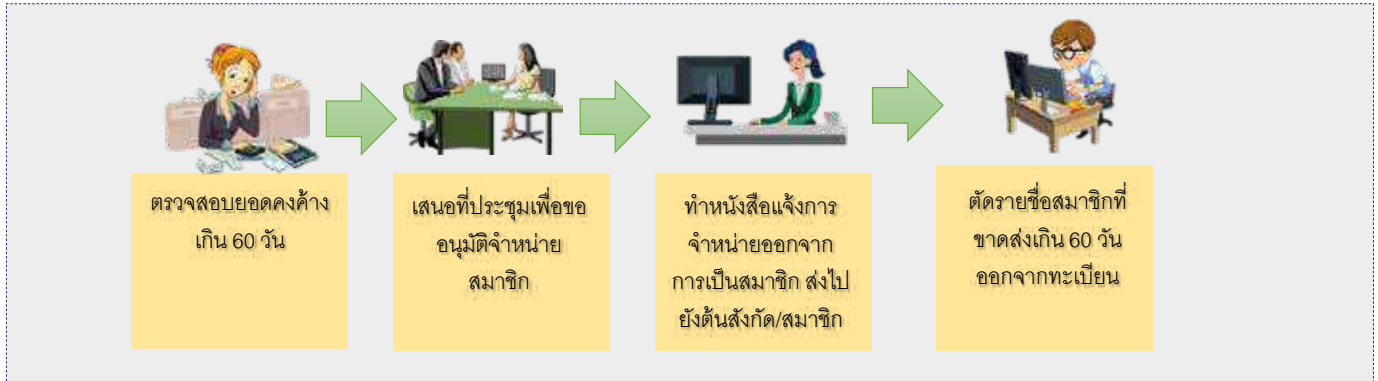 ตรวจสอบยอดคงค้าง
เกิน 60 วัน
เสนอที่ประชุมเพื่อขอ
อนุมัติจำหน่าย
สมาชิก
ทำหนังสือแจ้งการ
จำหน่ายออกจาก
การเป็นสมาชิก ส่งไป
ยังต้นสังกัด/สมาชิก
ตัดรายชื่อสมาชิกที่
ขาดส่งเกิน 60 วัน
ออกจากทะเบียน